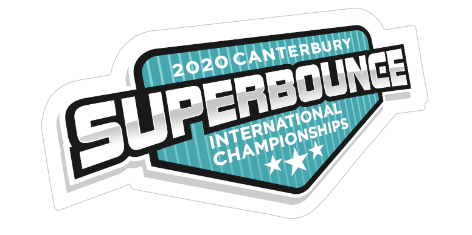 2020 CANTERBURY
SUPERBOUNCE
INTERNATIONAL
CHAMPIONSHIPS